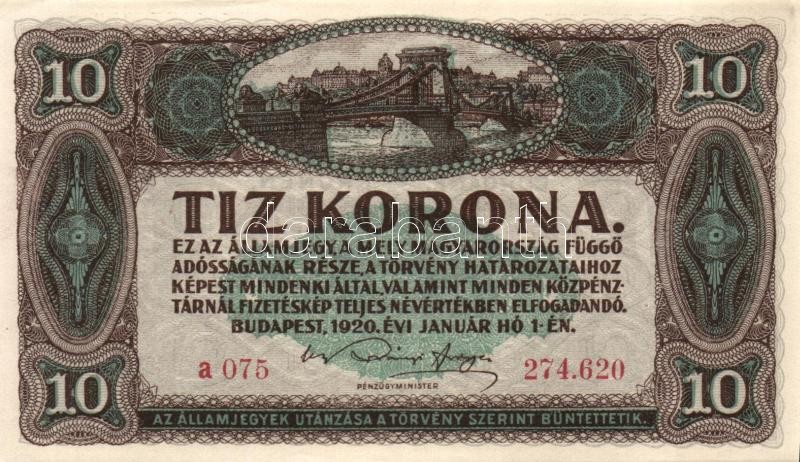 10 10
TIZ KORONA.
darabanth
EZ AZ ÁLLAMJEGY, A MELY MAGYARORSZÁG FÜGGŐ
ADÓSSÁGÁNAK RÉSZE, A TÖRVÉNY HATÁROZATAIHOZ
KÉPEST MINDENKI ÁLTAL, VALAMINT MINDEN KÖZPÉNZ-
TÁRNÁL FIZETÉSKÉP TELJES NÉVÉRTÉKBEN ELFOGADANDÓ.
BUDAPEST, 1920. ÉVI JANUÁR HÓ 1-ÉN.
a 075 274.620
PÉNZÜGYMINISTER
10 10
AZ ÁLLAMJEGYEK UTÁNZÁSA A TÖRVÉNY SZERINT BÜNTETTETIK.